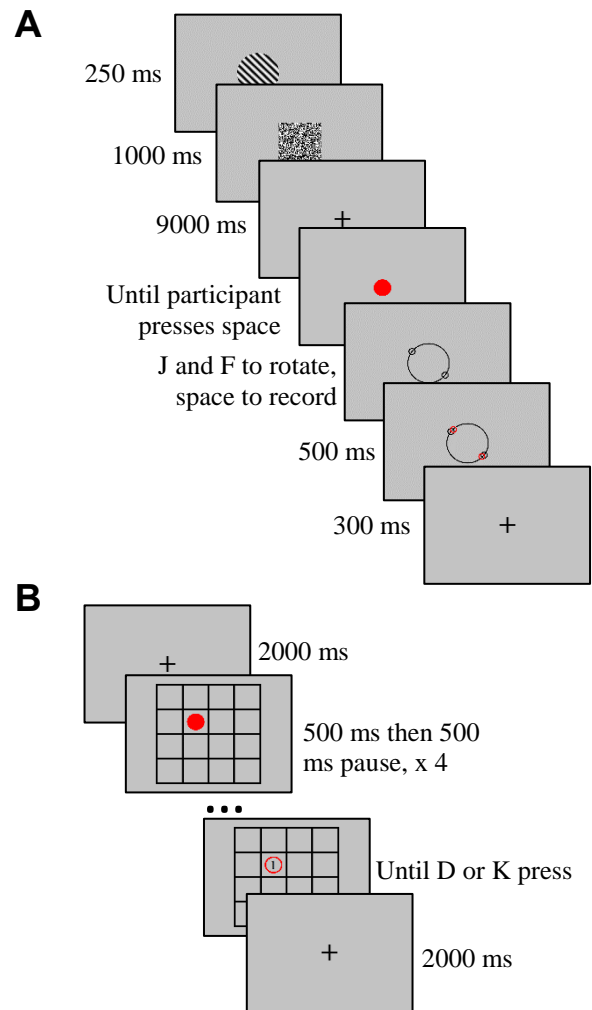 A
250 ms
1000 ms
9000 ms
Until participant
presses space
J and F to rotate,
space to record
500 ms
300 ms
B
2000 ms
500 ms then 500
ms pause, x 4
...
1
Until D or K press
2000 ms